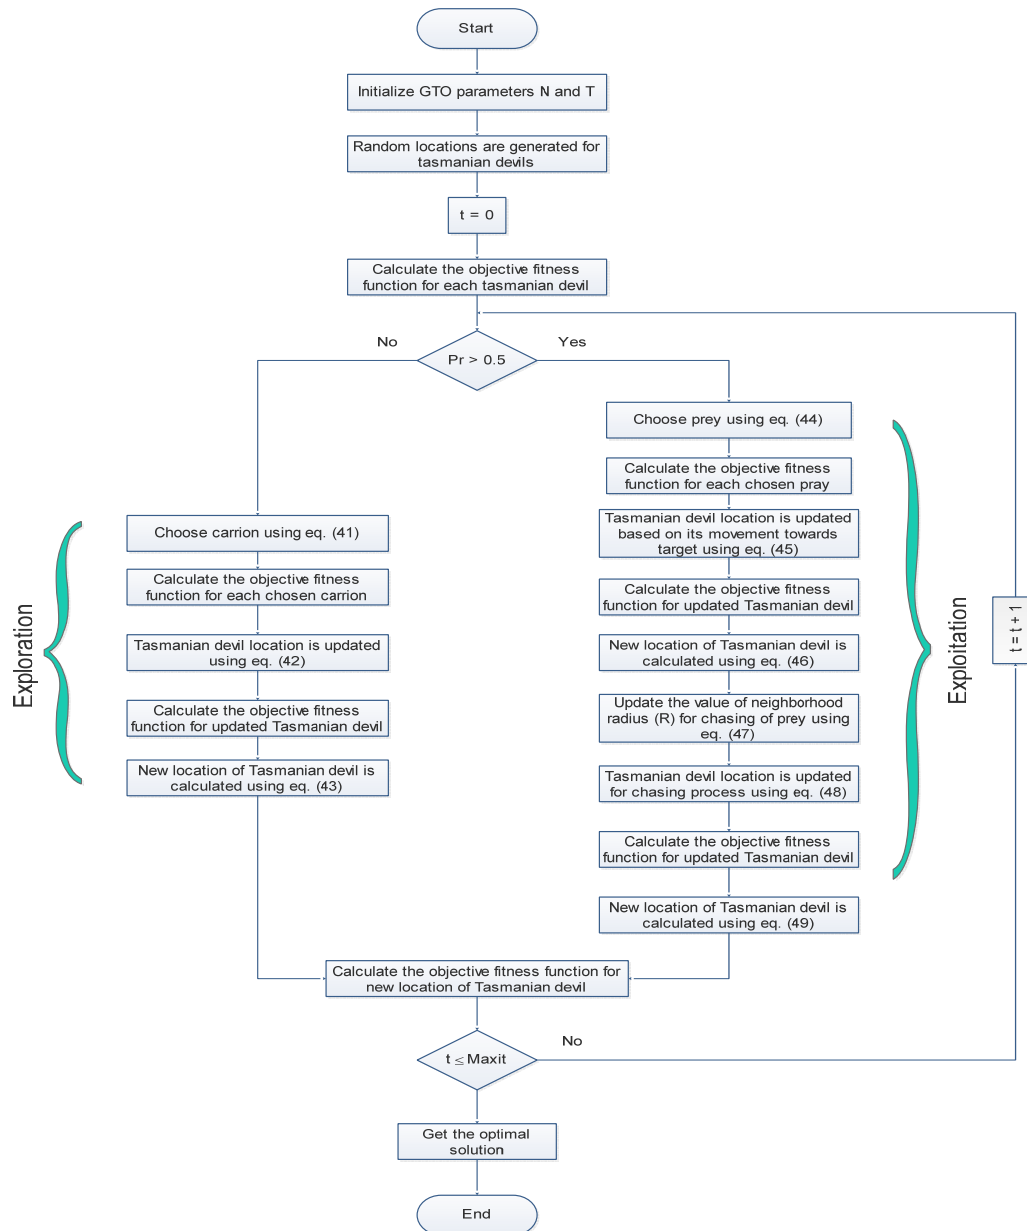 Start
Initialize GTO parameters N and T
Random locations are generated for
tasmanian devils
t = 0
Calculate the objective fitness
function for each tasmanian devil
No
Yes
Pr > 0.5
Choose prey using eq. (44)
Calculate the objective fitness
function for each chosen pray
Tasmanian devil location is updated
based on its movement towards
target using eq. (45)
Calculate the objective fitness
function for updated Tasmanian devil
New location of Tasmanian devil is
calculated using eq. (46)
Update the value of neighborhood
radius (R) for chasing of prey using
eq. (47)
Tasmanian devil location is updated
for chasing process using eq. (48)
Calculate the objective fitness
function for updated Tasmanian devil
New location of Tasmanian devil is
calculated using eq. (49)
Exploitation
t = t + 1
Exploration
Choose carrion using eq. (41)
Calculate the objective fitness
function for each chosen carrion
Tasmanian devil location is updated
using eq. (42)
Calculate the objective fitness
function for updated Tasmanian devil
New location of Tasmanian devil is
calculated using eq. (43)
Calculate the objective fitness function for
new location of Tasmanian devil
t ≤ Maxit
No
Get the optimal
solution
End